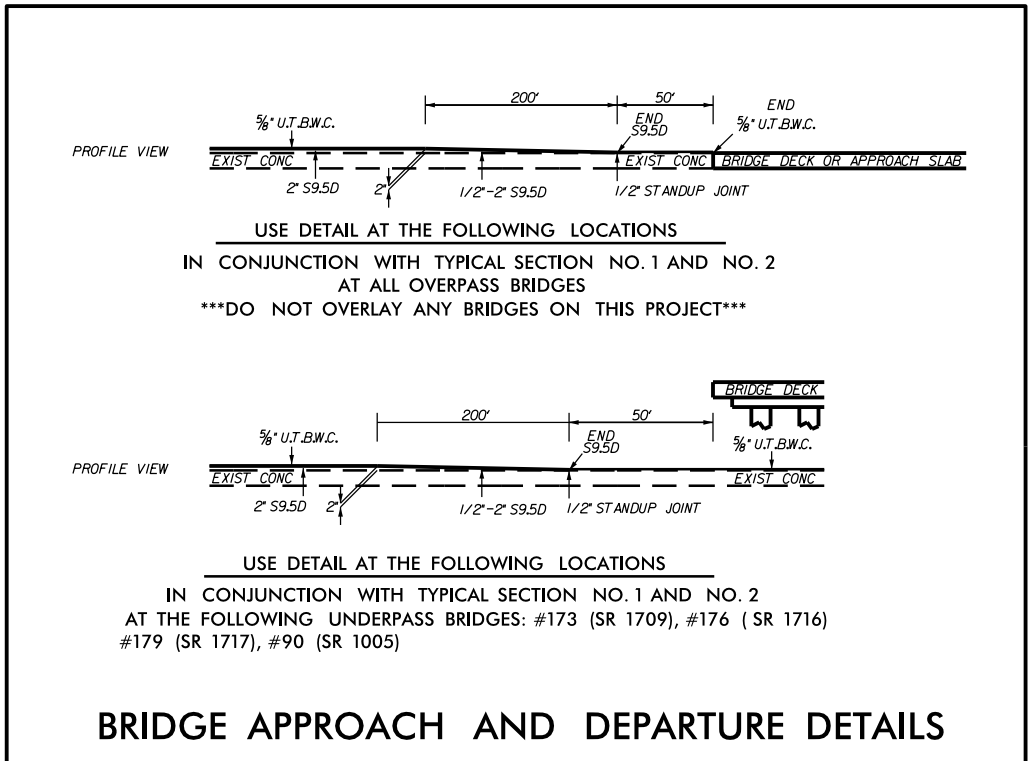 200' 50' END
5/8" U.T.B.W.C. END S9.5D 5/8" U.T.B.W.C.
PROFILE VIEW
EXIST CONC EXIST CONC BRIDGE DECK OR APPROACH SLAB
2" S9.5D 2" 1/2"-2" S9.5D 1/2" STANDUP JOINT
USE DETAIL AT THE FOLLOWING LOCATIONS
IN CONJUNCTION WITH TYPICAL SECTION NO. 1 AND NO. 2
AT ALL OVERPASS BRIDGES
***DO NOT OVERLAY ANY BRIDGES ON THIS PROJECT***
BRIDGE DECK
200' 50'
5/8" U.T.B.W.C. END S9.5D 5/8" U.T.B.W.C.
PROFILE VIEW
EXIST CONC EXIST CONC
2" S9.5D 2" 1/2"-2" S9.5D 1/2" STANDUP JOINT
USE DETAIL AT THE FOLLOWING LOCATIONS
IN CONJUNCTION WITH TYPICAL SECTION NO. 1 AND NO. 2
AT THE FOLLOWING UNDERPASS BRIDGES: #173 (SR 1709), #176 ( SR 1716)
#179 (SR 1717), #90 (SR 1005)
BRIDGE APPROACH AND DEPARTURE DETAILS